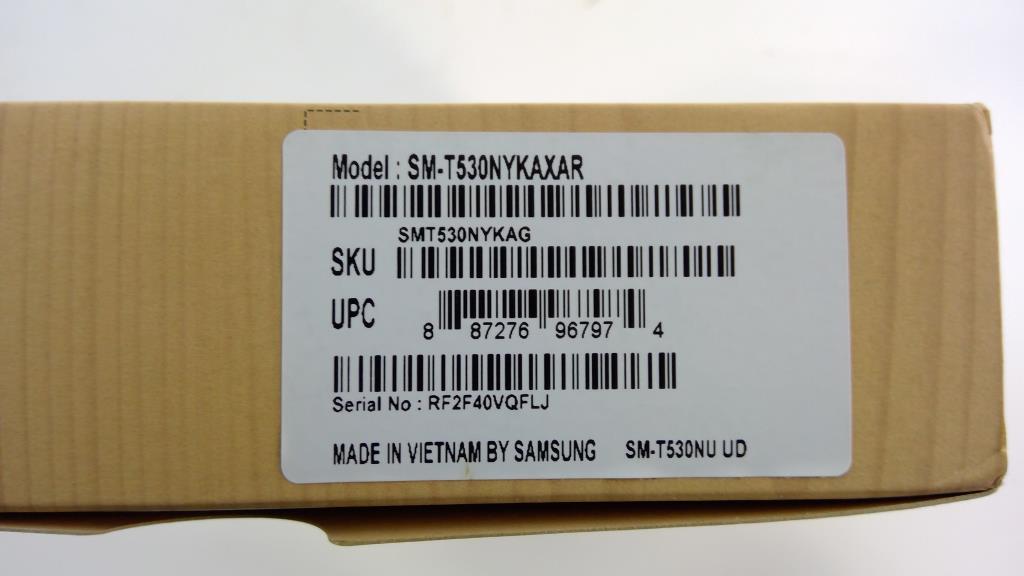 Model : SM-T530NYKAXAR
SMT530NYKAG
SKU
UPC
8 87276 96797 4
Serial No : RF2F40VQFLJ
MADE IN VIETNAM BY SAMSUNG SM-T530NU UD